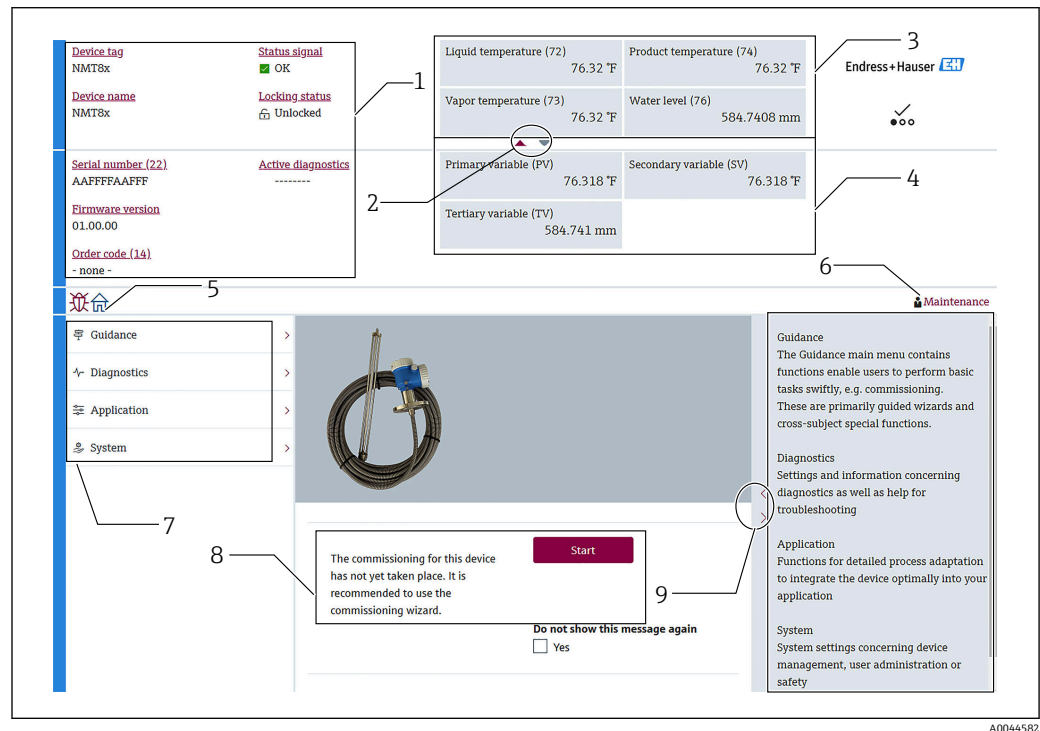 Device tag
NMT8x
Status signal
OK
Device name
NMT8x
Locking status
Unlocked
1
Liquid temperature (72)
76.32 °F
Product temperature (74)
76.32 °F
Vapor temperature (73)
76.32 °F
Water level (76)
584.7408 mm
3
Endress+Hauser EH
Serial number (22)
AAFFFFAAFFF
Active diagnostics
--------
Firmware version
01.00.00
Order code (14)
- none -
2
Primary variable (PV)
76.318 °F
Secondary variable (SV)
76.318 °F
Tertiary variable (TV)
584.741 mm
4
5
6
Maintenance
Guidance
Diagnostics
Application
System
7
8
The commissioning for this device
has not yet taken place. It is
recommended to use the
commissioning wizard.
Start
Do not show this message again
Yes
9
Guidance
The Guidance main menu contains
functions enable users to perform basic
tasks swiftly, e.g. commissioning.
These are primarily guided wizards and
cross-subject special functions.
Diagnostics
Settings and information concerning
diagnostics as well as help for
troubleshooting
Application
Functions for detailed process adaptation
to integrate the device optimally into your
application
System
System settings concerning device
management, user administration or
safety
A0044582